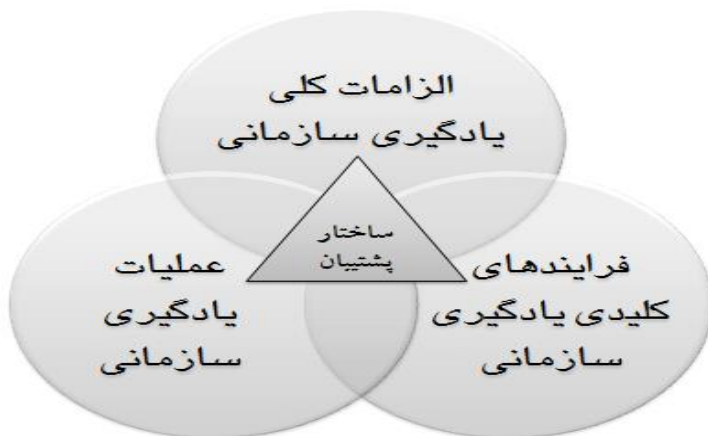 الزامات کلی
یادگیری سازمانی
ساختار
پشتیبان
فرایندهای
کلیدی یادگیری
سازمانی
عملیات
یادگیری
سازمانی